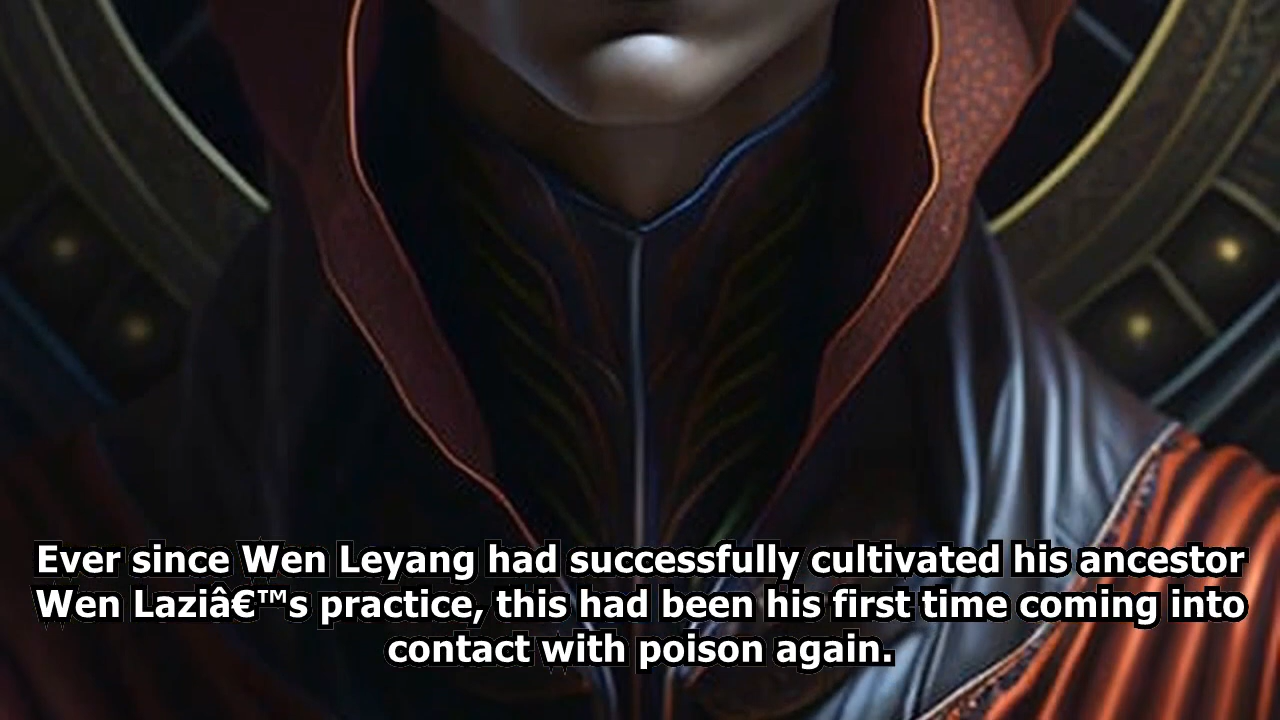 Ever since Wen Leyang had successfully cultivated his ancestor
Wen Laziâ€™s practice, this had been his first time coming into
contact with poison again.